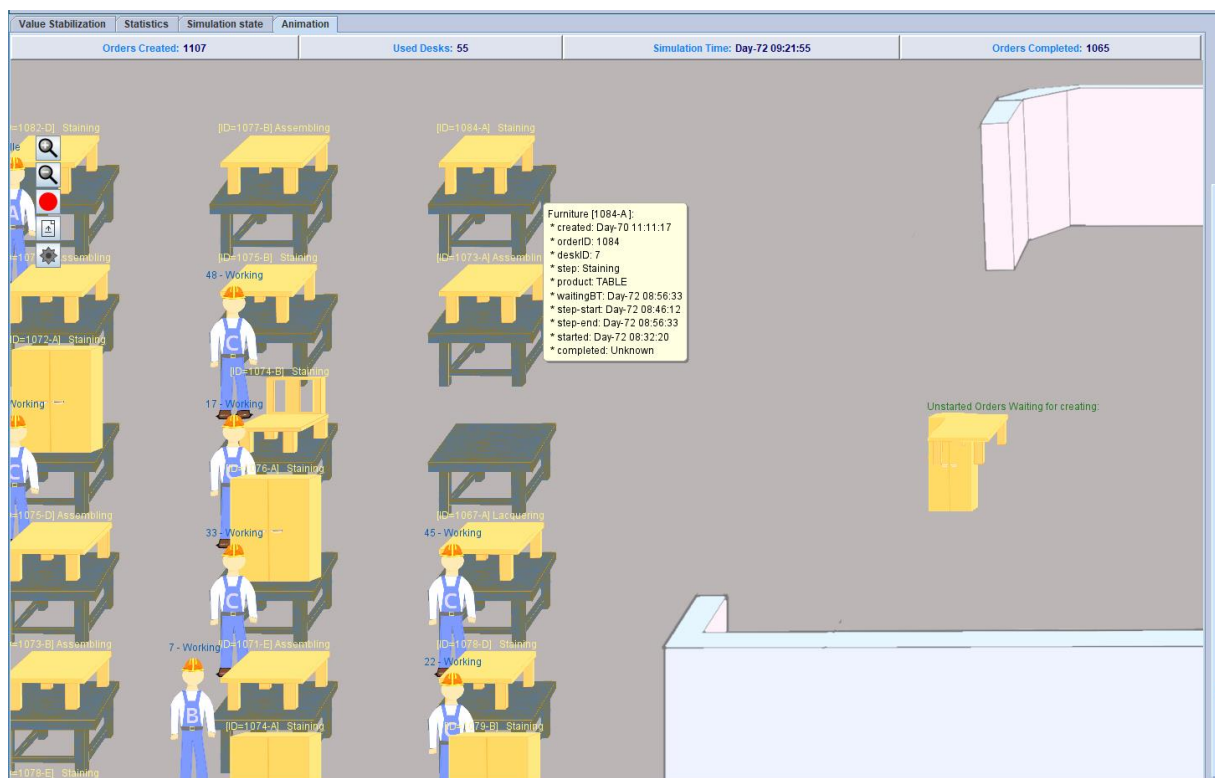 Value Stabilization Statistics Simulation state Animation
Orders Created: 1107 Used Desks: 55 Simulation Time: Day-72 09:21:55 Orders Completed: 1065
=1082-D] Staining [ID=1077-B] Assembling [ID=1084-A] Staining
A
Furniture [1084-A ]:
* created: Day-70 11:11:17
* orderID: 1084
* deskID: 7
* step: Staining
* product: TABLE
* waitingBT: Day-72 08:56:33
* step-start: Day-72 08:46:12
* step-end: Day-72 08:56:33
* started: Day-72 08:32:20
* completed: Unknown
[ID=1075-B] Staining [ID=1073-A] Assemblin
48 - Working
C
ID=1072-A] Staining
[ID=1074-B] Staining
Working 17 - Working
Unstarted Orders Waiting for creating:
C
C
76-A] Staining
=1075-D] Assembling [ID=1067-A] Lacquering
33 - Working 45 - Working
C C
=1073-B] Assembling 7 - Working [ID=1071-E] Assembling [ID=1078-D] Staining
22 - Working
B
C
[ID=1074-A] Staining 79-B] Staining
=1078-E] Staining